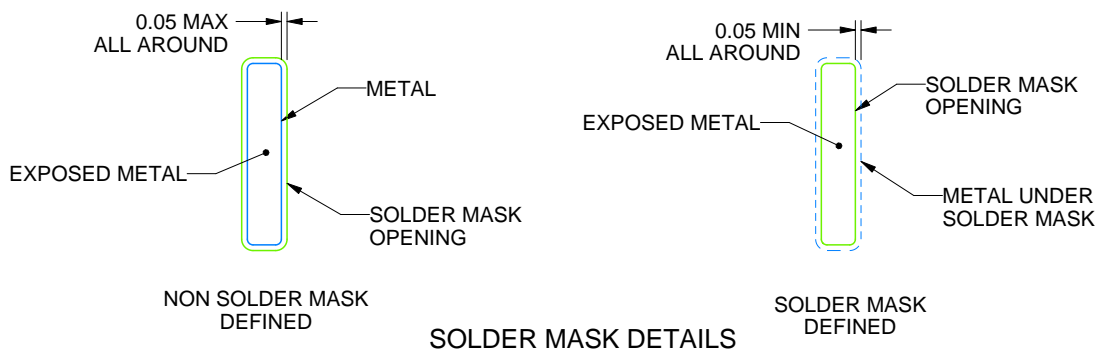 0.05 MAX
ALL AROUND
METAL
EXPOSED METAL
SOLDER MASK
OPENING
NON SOLDER MASK
DEFINED
0.05 MIN
ALL AROUND
SOLDER MASK
OPENING
EXPOSED METAL
METAL UNDER
SOLDER MASK
SOLDER MASK
DEFINED
SOLDER MASK DETAILS